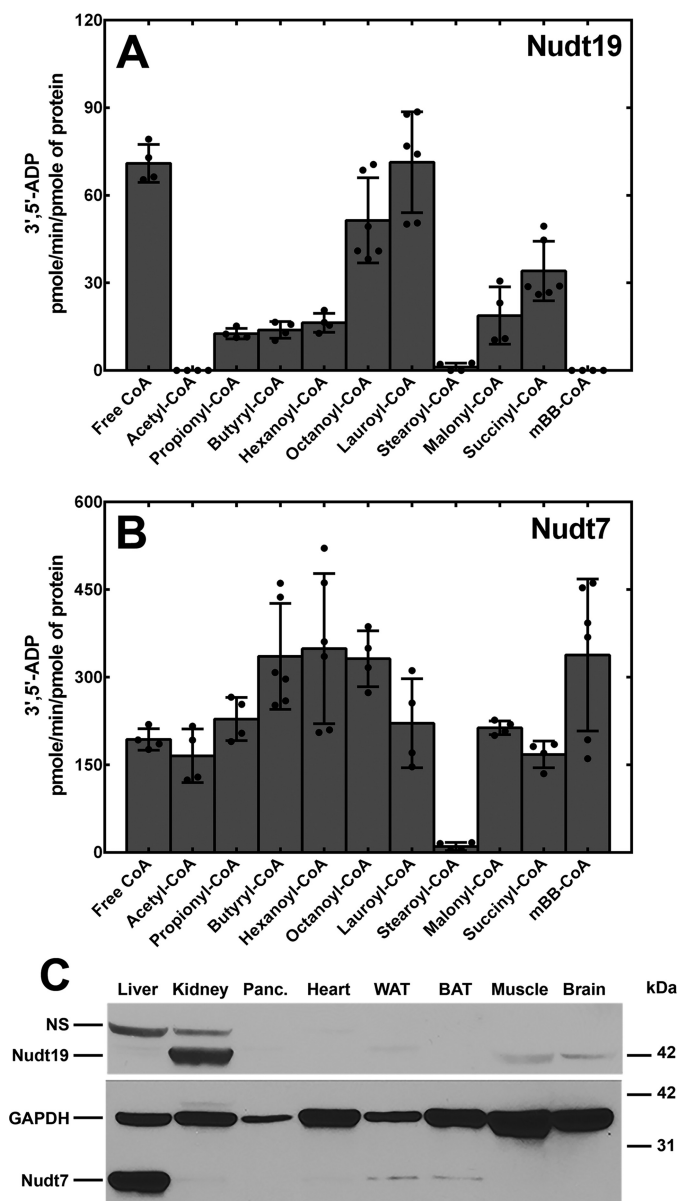 A
Nudt19
3',5'-ADP
pmole/min/pmole of protein
120
90
60
30
0
Free CoA
Acetyl-CoA
Propionyl-CoA
Butyryl-CoA
Hexanoyl-CoA
Octanoyl-CoA
Lauroyl-CoA
Stearoyl-CoA
Malonyl-CoA
Succinyl-CoA
mBB-CoA
B
Nudt7
3',5'-ADP
pmole/min/pmole of protein
600
450
300
150
0
Free CoA
Acetyl-CoA
Propionyl-CoA
Butyryl-CoA
Hexanoyl-CoA
Octanoyl-CoA
Lauroyl-CoA
Stearoyl-CoA
Malonyl-CoA
Succinyl-CoA
mBB-CoA
C
Liver Kidney Panc. Heart WAT BAT Muscle Brain kDa
NS
Nudt19 42
42
GAPDH
31
Nudt7